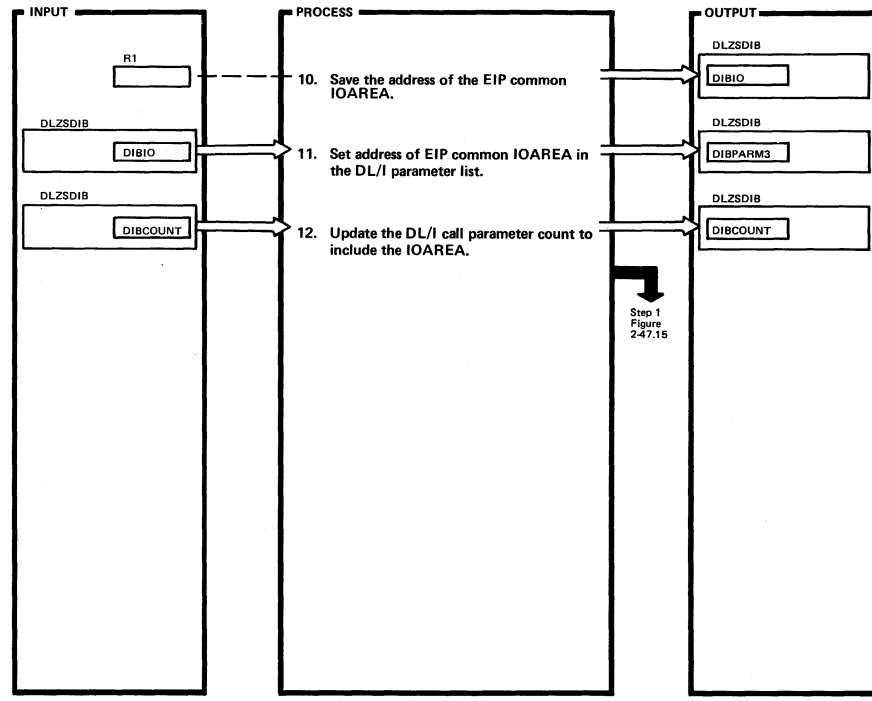 INPUT
PROCESS
OUTPUT
R1
10. Save the address of the EIP common
IOAREA.
DLZSDIB
DIBIO
DLZSDIB
DIBIO
11. Set address of EIP common IOAREA in
the DL/I parameter list.
DLZSDIB
DIBPARM3
DLZSDIB
DIBCOUNT
12. Update the DL/I call parameter count to
include the IOAREA.
DLZSDIB
DIBCOUNT
Step 1
Figure
2-47.15